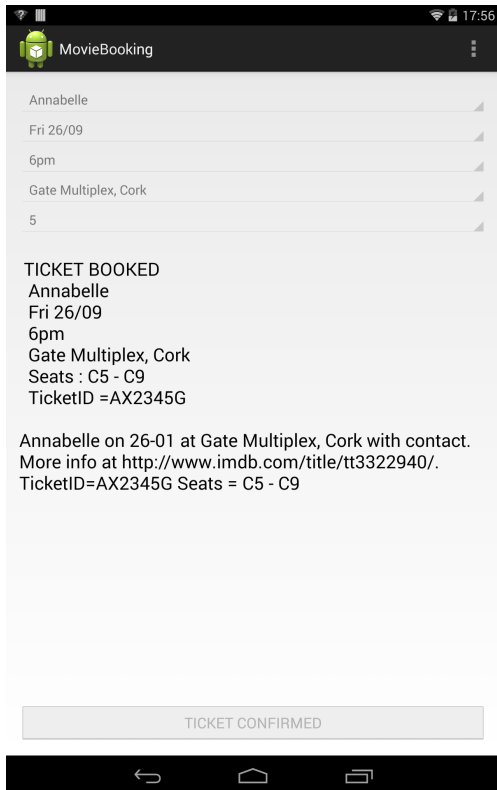 17:56
MovieBooking
Annabelle
Fri 26/09
6pm
Gate Multiplex, Cork
5
TICKET BOOKED
Annabelle
Fri 26/09
6pm
Gate Multiplex, Cork
Seats : C5 - C9
TicketID =AX2345G
Annabelle on 26-01 at Gate Multiplex, Cork with contact.
More info at http://www.imdb.com/title/tt3322940/.
TicketID=AX2345G Seats = C5 - C9
TICKET CONFIRMED